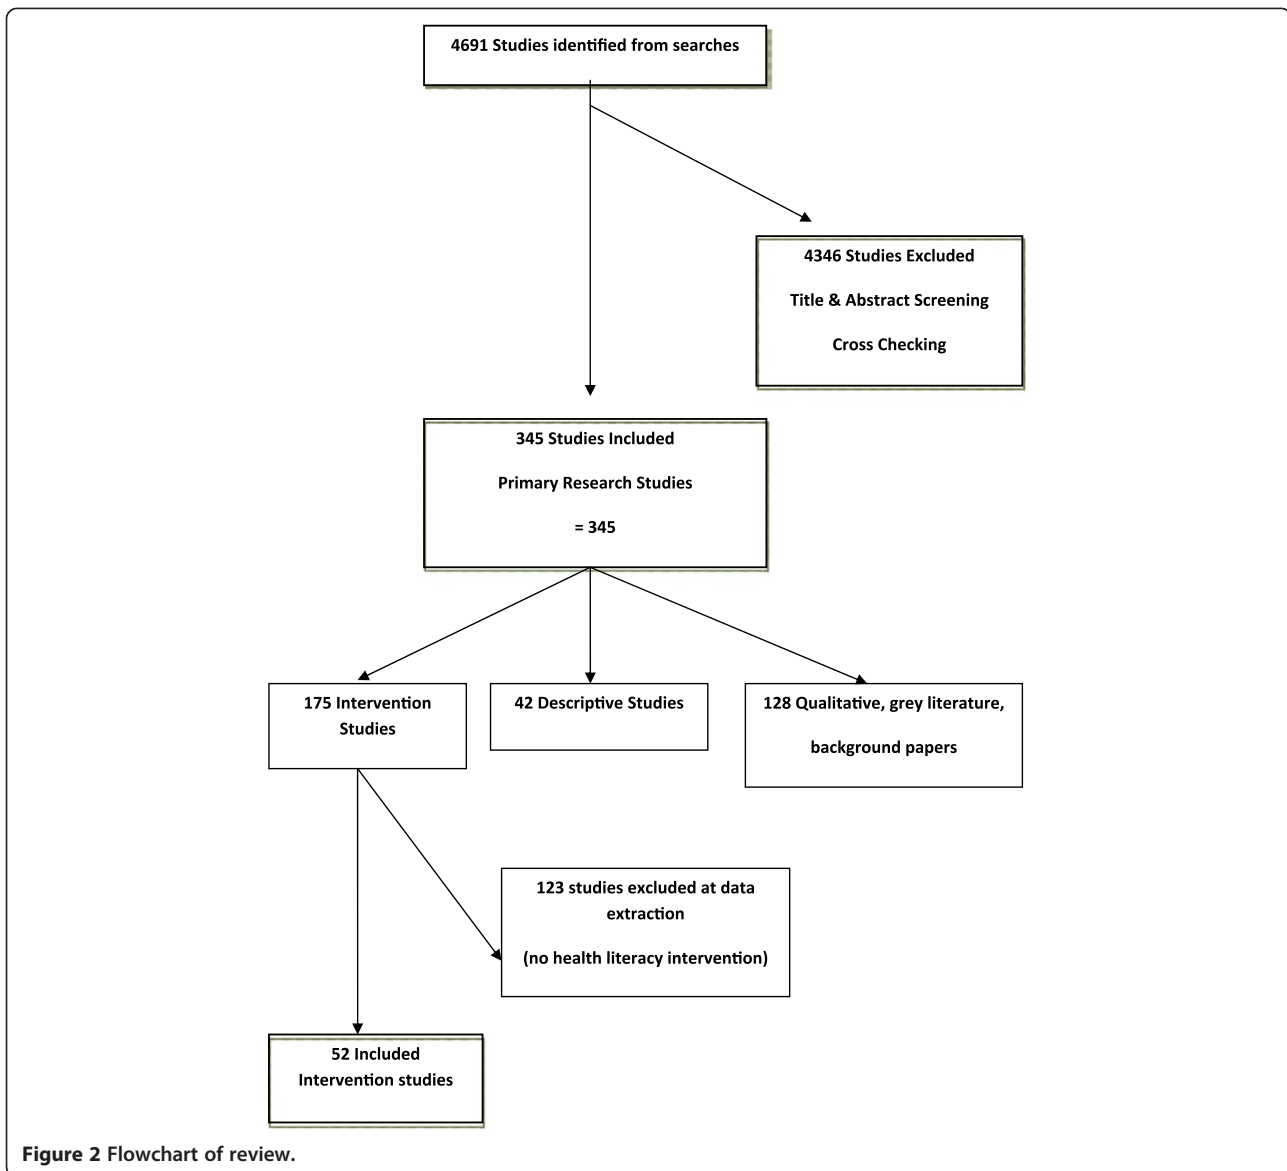 4691 Studies identified from searches
4346 Studies Excluded
Title & Abstract Screening
Cross Checking
345 Studies Included
Primary Research Studies
= 345
175 Intervention
Studies
42 Descriptive Studies
128 Qualitative, grey literature,
background papers
123 studies excluded at data
extraction
(no health literacy intervention)
52 Included
Intervention studies
Figure 2 Flowchart of review.